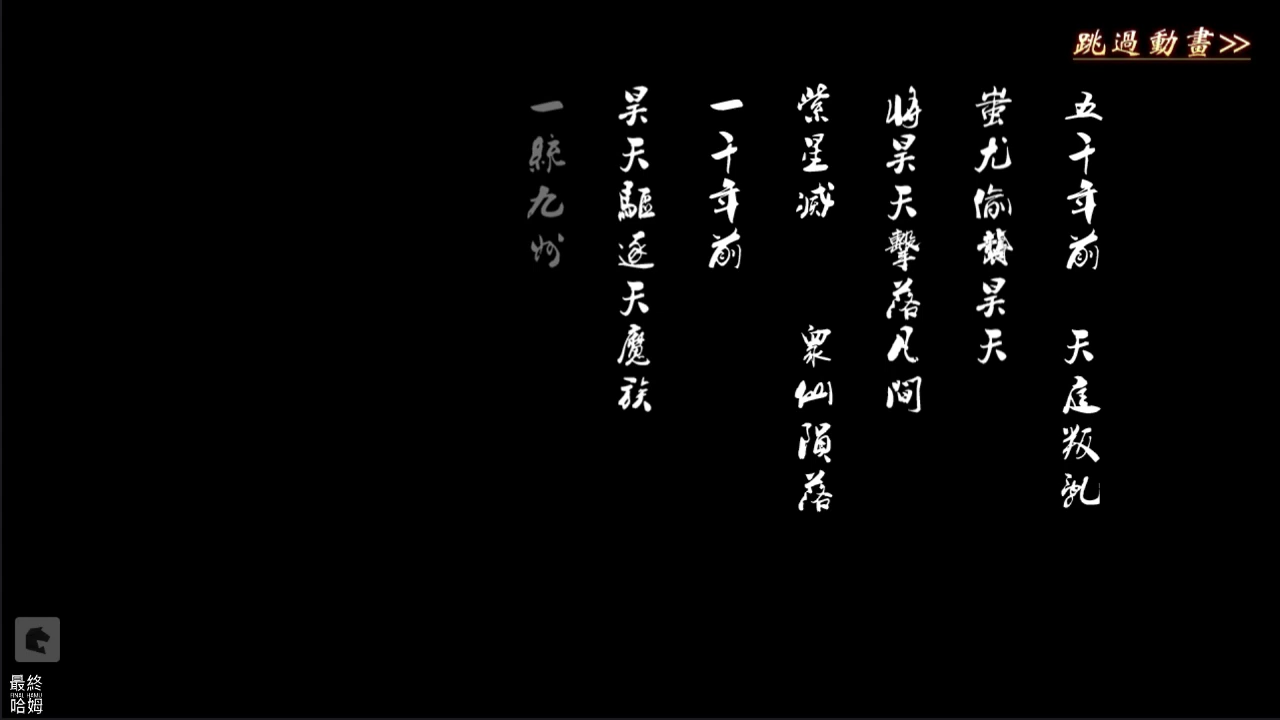 跳過動畫>>
五千年前 天庭叛亂
蚩尤偷襲昊天
將昊天擊落凡間
紫星滅 眾仙隕落
一千年前
昊天驅逐天魔族
一統九州
最終
哈姆